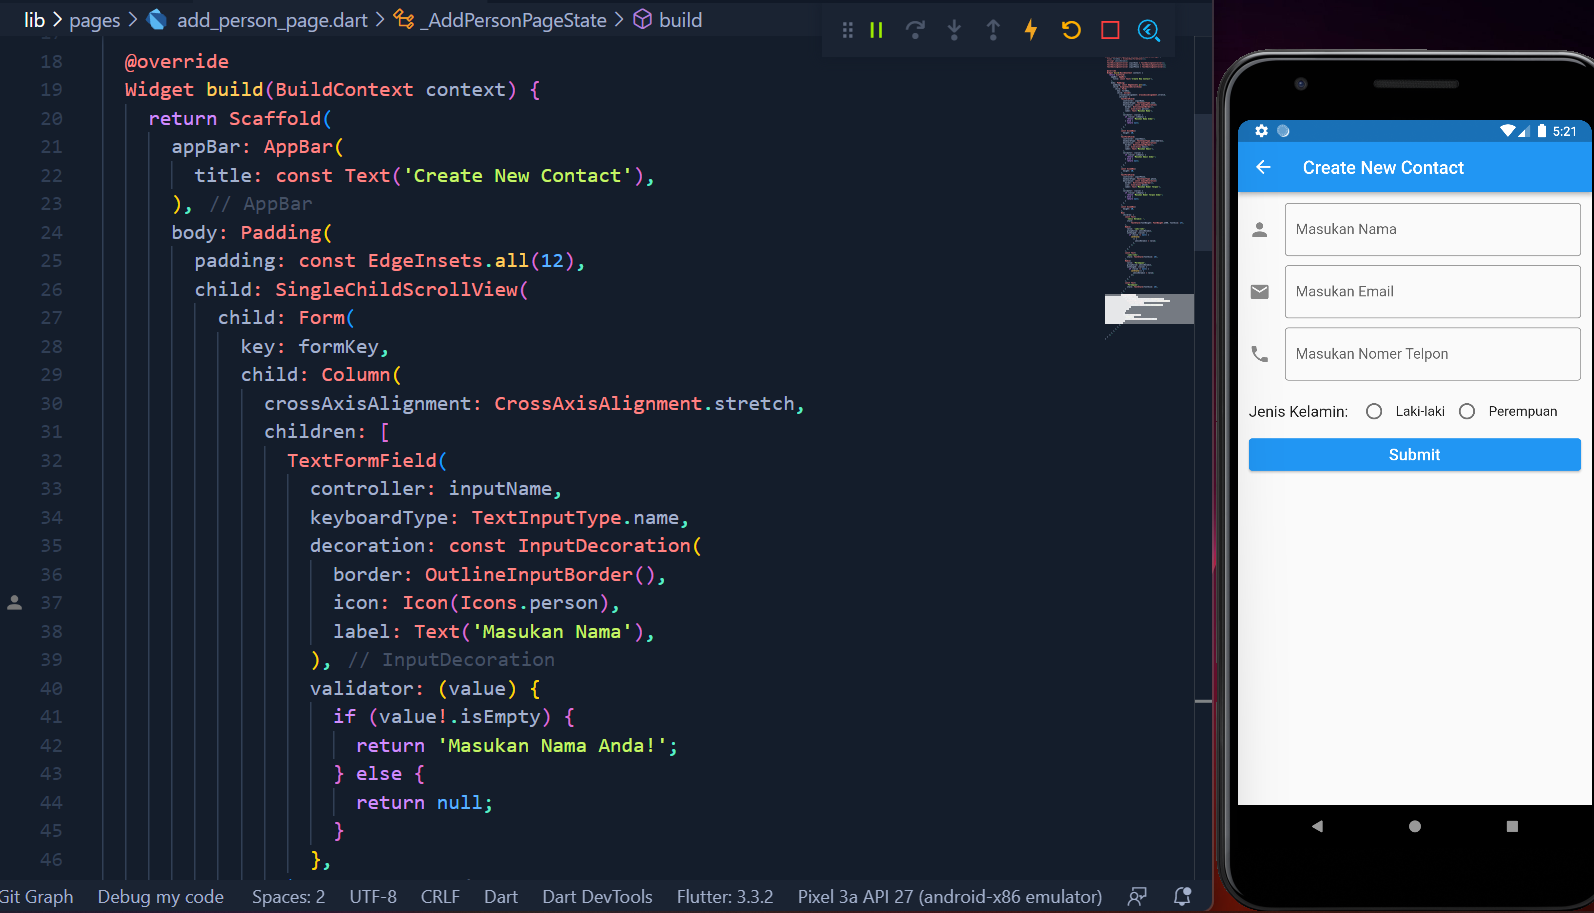 lib > pages > add_person_page.dart > _AddPersonPageState > build
18 @override
19 Widget build(BuildContext context) {
20 return Scaffold(
21 appBar: AppBar(
22 title: const Text('Create New Contact'),
23 ), // AppBar
24 body: Padding(
25 padding: const EdgeInsets.all(12),
26 child: SingleChildScrollView(
27 child: Form(
28 key: formKey,
29 child: Column(
30 crossAxisAlignment: CrossAxisAlignment.stretch,
31 children: [
32 TextFormField(
33 controller: inputName,
34 keyboardType: TextInputType.name,
35 decoration: const InputDecoration(
36 border: OutlineInputBorder(),
37 icon: Icon(Icons.person),
38 label: Text('Masukan Nama'),
39 ), // InputDecoration
40 validator: (value) {
41 if (value!.isEmpty) {
42 return 'Masukan Nama Anda!';
43 } else {
44 return null;
45 }
46 },
Git Graph Debug my code Spaces: 2 UTF-8 CRLF Dart Dart DevTools Flutter: 3.3.2 Pixel 3a API 27 (android-x86 emulator)
5:21
Create New Contact
Masukan Nama
Masukan Email
Masukan Nomer Telpon
Jenis Kelamin: Laki-laki Perempuan
Submit